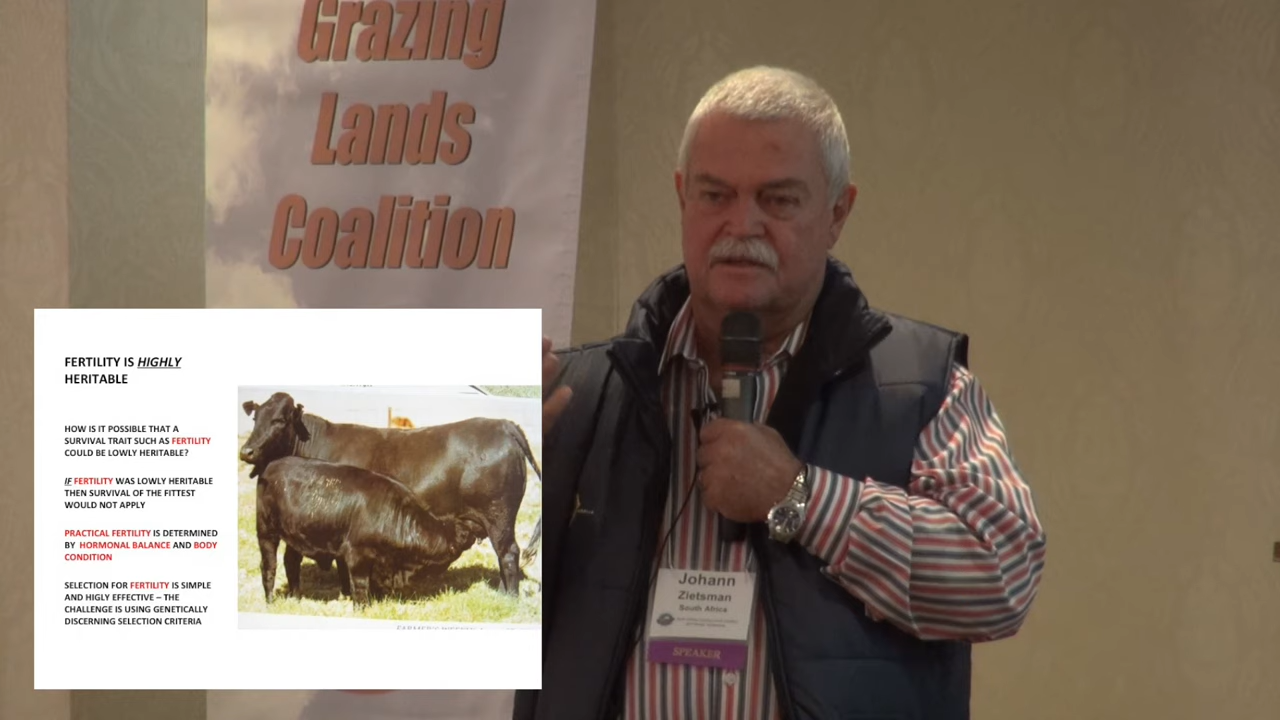 Grazing
Lands
Coalition
FERTILITY IS HIGHLY
HERITABLE
HOW IS IT POSSIBLE THAT A
SURVIVAL TRAIT SUCH AS FERTILITY
COULD BE LOWLY HERITABLE?
IF FERTILITY WAS LOWLY HERITABLE
THEN SURVIVAL OF THE FITTEST
WOULD NOT APPLY
PRACTICAL FERTILITY IS DETERMINED
BY HORMONAL BALANCE AND BODY
CONDITION
SELECTION FOR FERTILITY IS SIMPLE
AND HIGLY EFFECTIVE – THE
CHALLENGE IS USING GENETICALLY
DISCERNING SELECTION CRITERIA
Johann
Zietsman
South Africa
SPEAKER